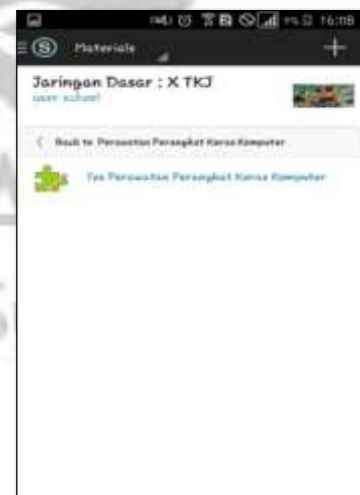 16:08
S Materials
Jaringan Dasar : X TKJ
user school
Back to Perawatan Perangkat Keras Komputer
Tes Perawatan Perangkat Keras Komputer